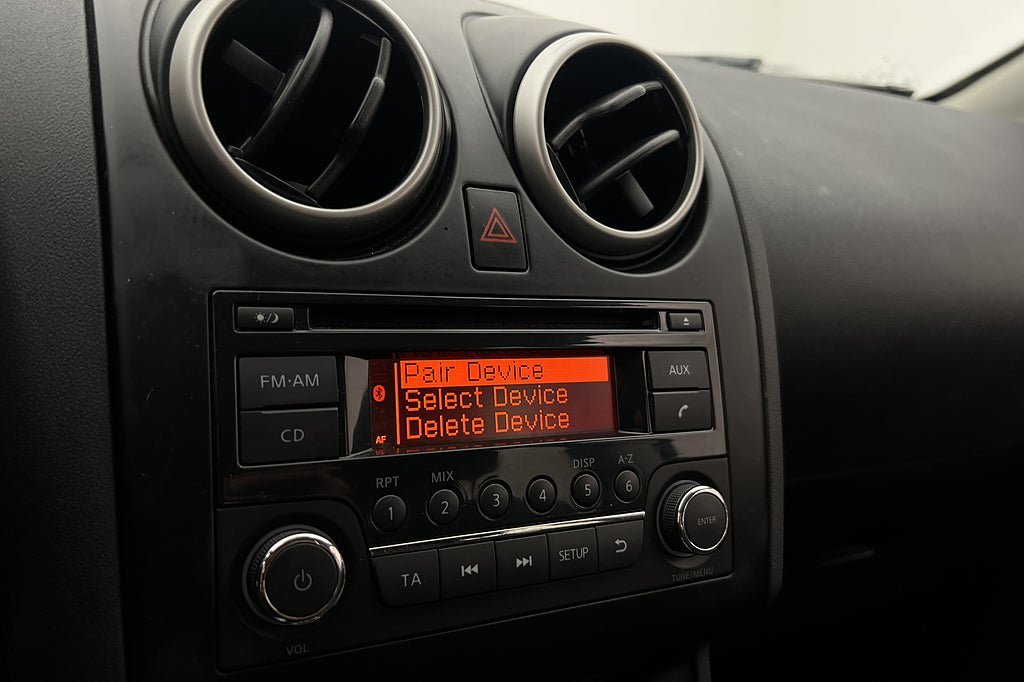 FM·AM
CD
Pair Device
Select Device
Delete Device
AF
AUX
RPT
MIX
DISP
A-Z
1
2
3
4
5
6
TA
SETUP
ENTER
TUNE/MENU
VOL